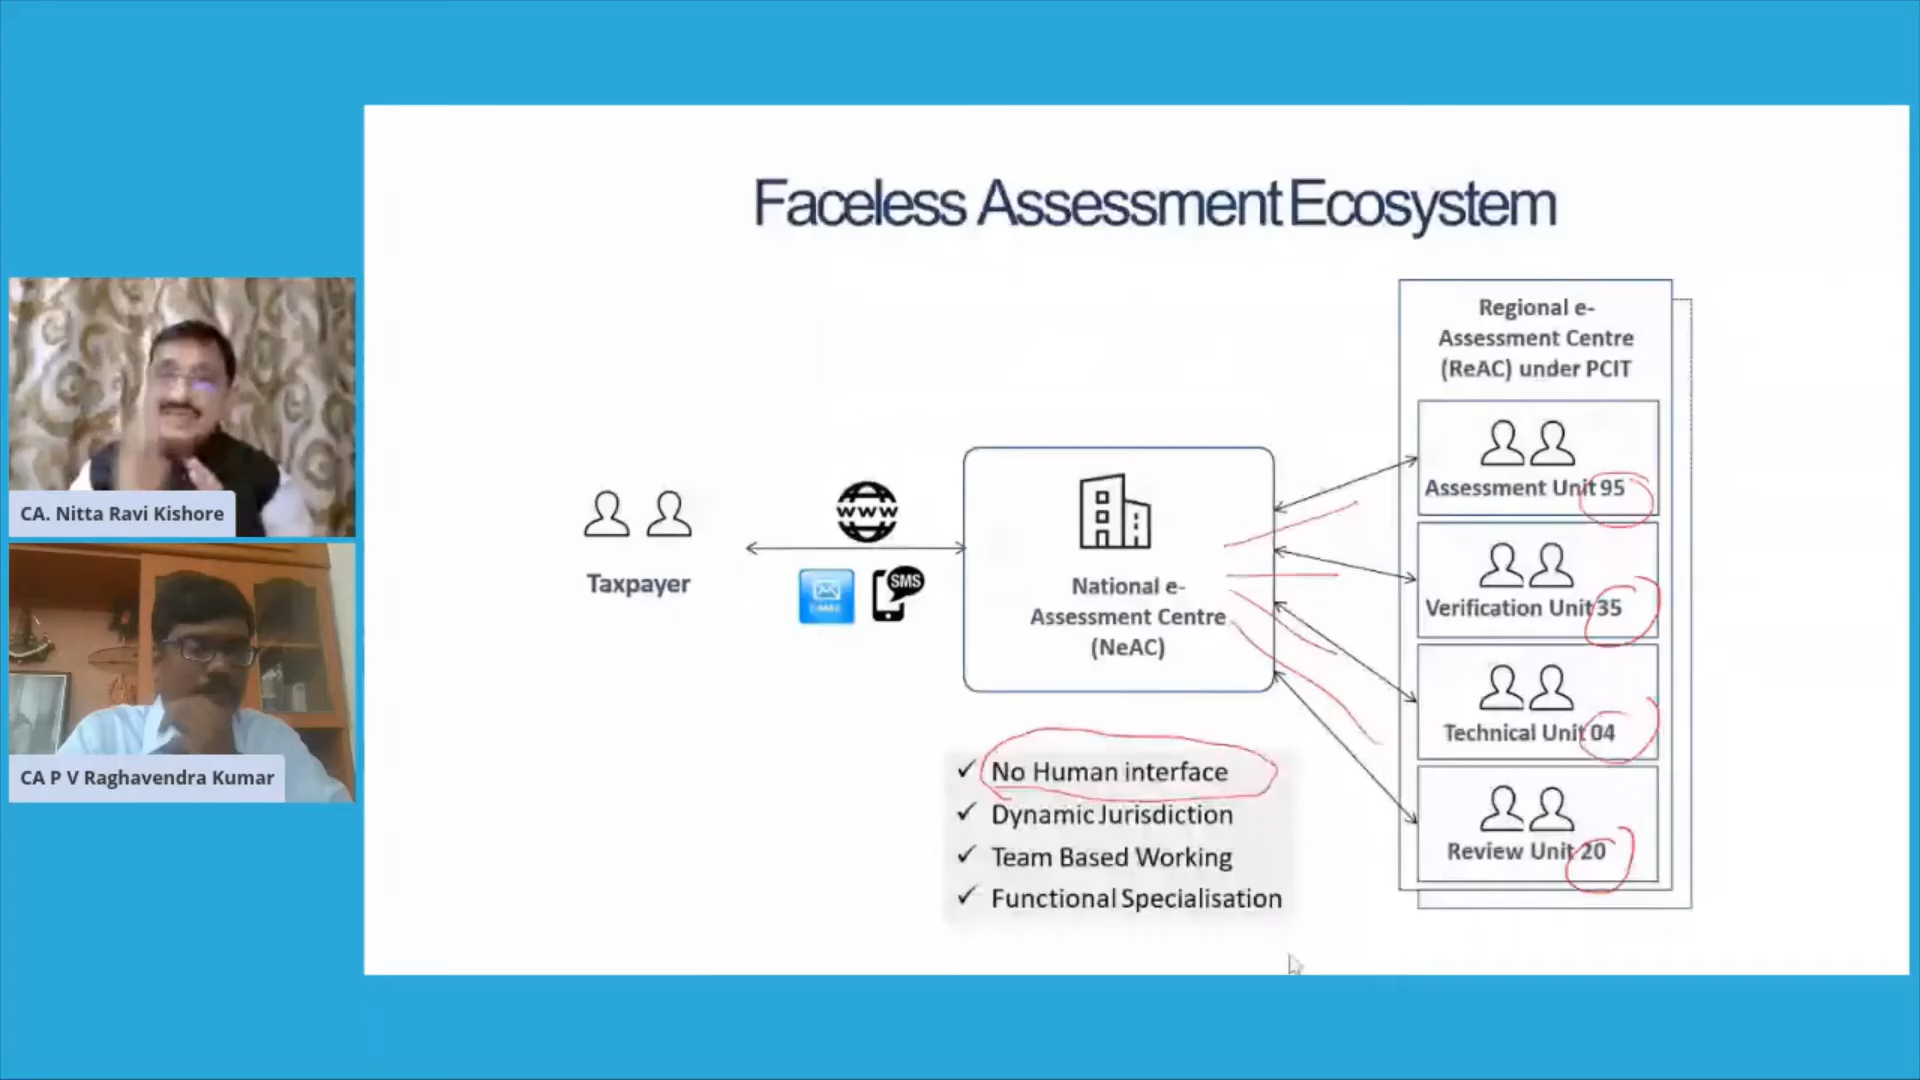 Faceless Assessment Ecosystem
CA. Nitta Ravi Kishore
CA P V Raghavendra Kumar
Taxpayer
WWW
SMS
National e-
Assessment Centre
(NeAC)
✓ No Human interface
✓ Dynamic Jurisdiction
✓ Team Based Working
✓ Functional Specialisation
Regional e-
Assessment Centre
(ReAC) under PCIT
Assessment Unit 95
Verification Unit 35
Technical Unit 04
Review Unit 20